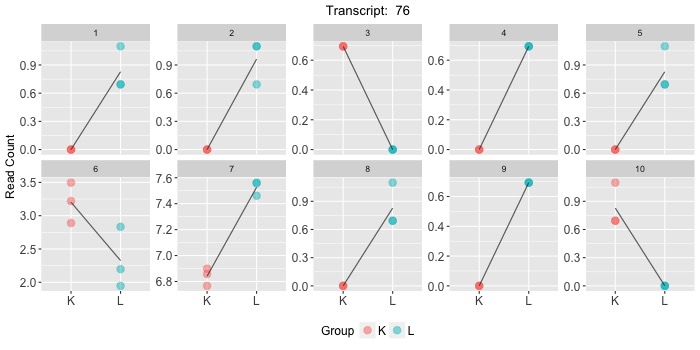 Transcript: 76
1 2 3 4 5
0.9 0.6 0.3 0.0
0.9 0.6 0.3 0.0
0.6 0.4 0.2 0.0
0.6 0.4 0.2 0.0
0.9 0.6 0.3 0.0
Read Count
6 7 8 9 10
3.5 3.0 2.5 2.0
7.6 7.4 7.2 7.0 6.8
0.9 0.6 0.3 0.0
0.6 0.4 0.2 0.0
0.9 0.6 0.3 0.0
K L K L K L K L K L
Group K L